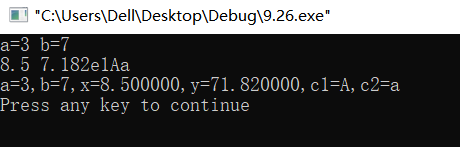 "C:\Users\Dell\Desktop\Debug\9.26.exe"
a=3 b=7
8.5 7.182e1Aa
a=3,b=7,x=8.500000,y=71.820000,c1=A,c2=a
Press any key to continue